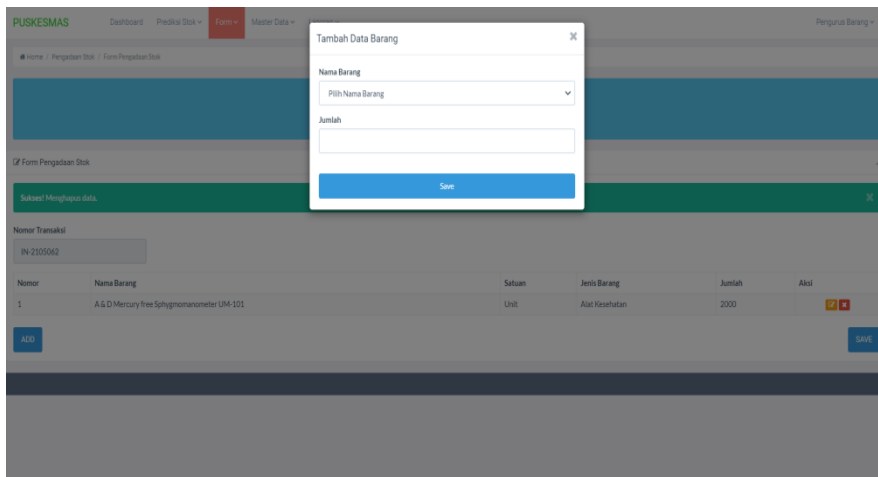 PUSKESMAS Dashboard Prediksi Stok Form Master Data Pengurus Barang
Home / Pengadaan Stok / Form Pengadaan Stok
Tambah Data Barang
Nama Barang
Pilih Nama Barang
Jumlah
Save
Form Pengadaan Stok
Sukses! Menghapus data.
Nomor Transaksi
IN-2105062
Nomor Nama Barang Satuan Jenis Barang Jumlah Aksi
1 A & D Mercury free Sphygmomanometer UM-101 Unit Alat Kesehatan 2000
ADD SAVE